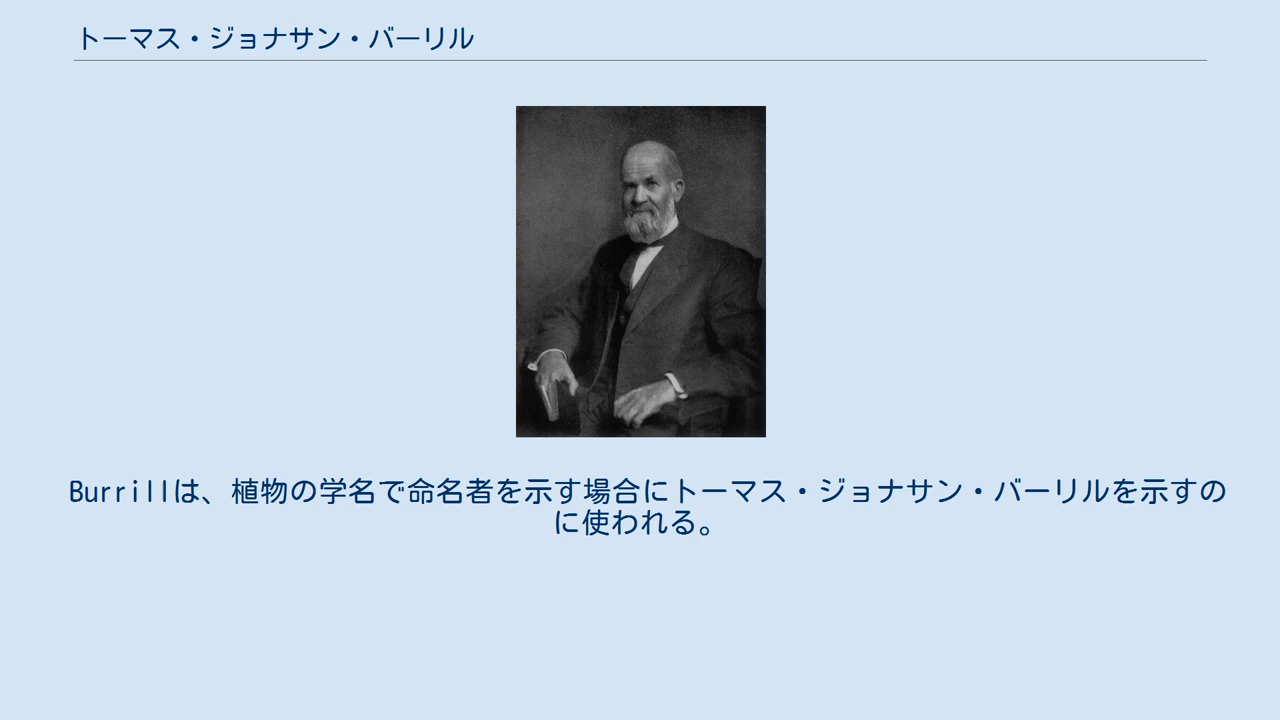 トーマス・ジョナサン・バーリル
Burrillは、植物の学名で命名者を示す場合にトーマス・ジョナサン・バーリルを示すの
に使われる。